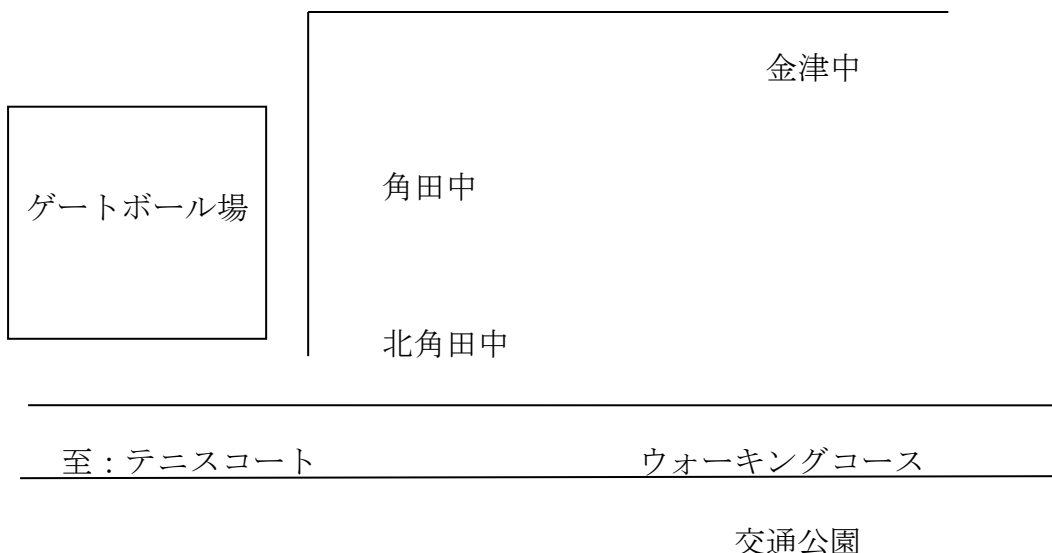 金津中
角田中
ゲートボール場
北角田中
至：テニスコート
ウォーキングコース
交通公園